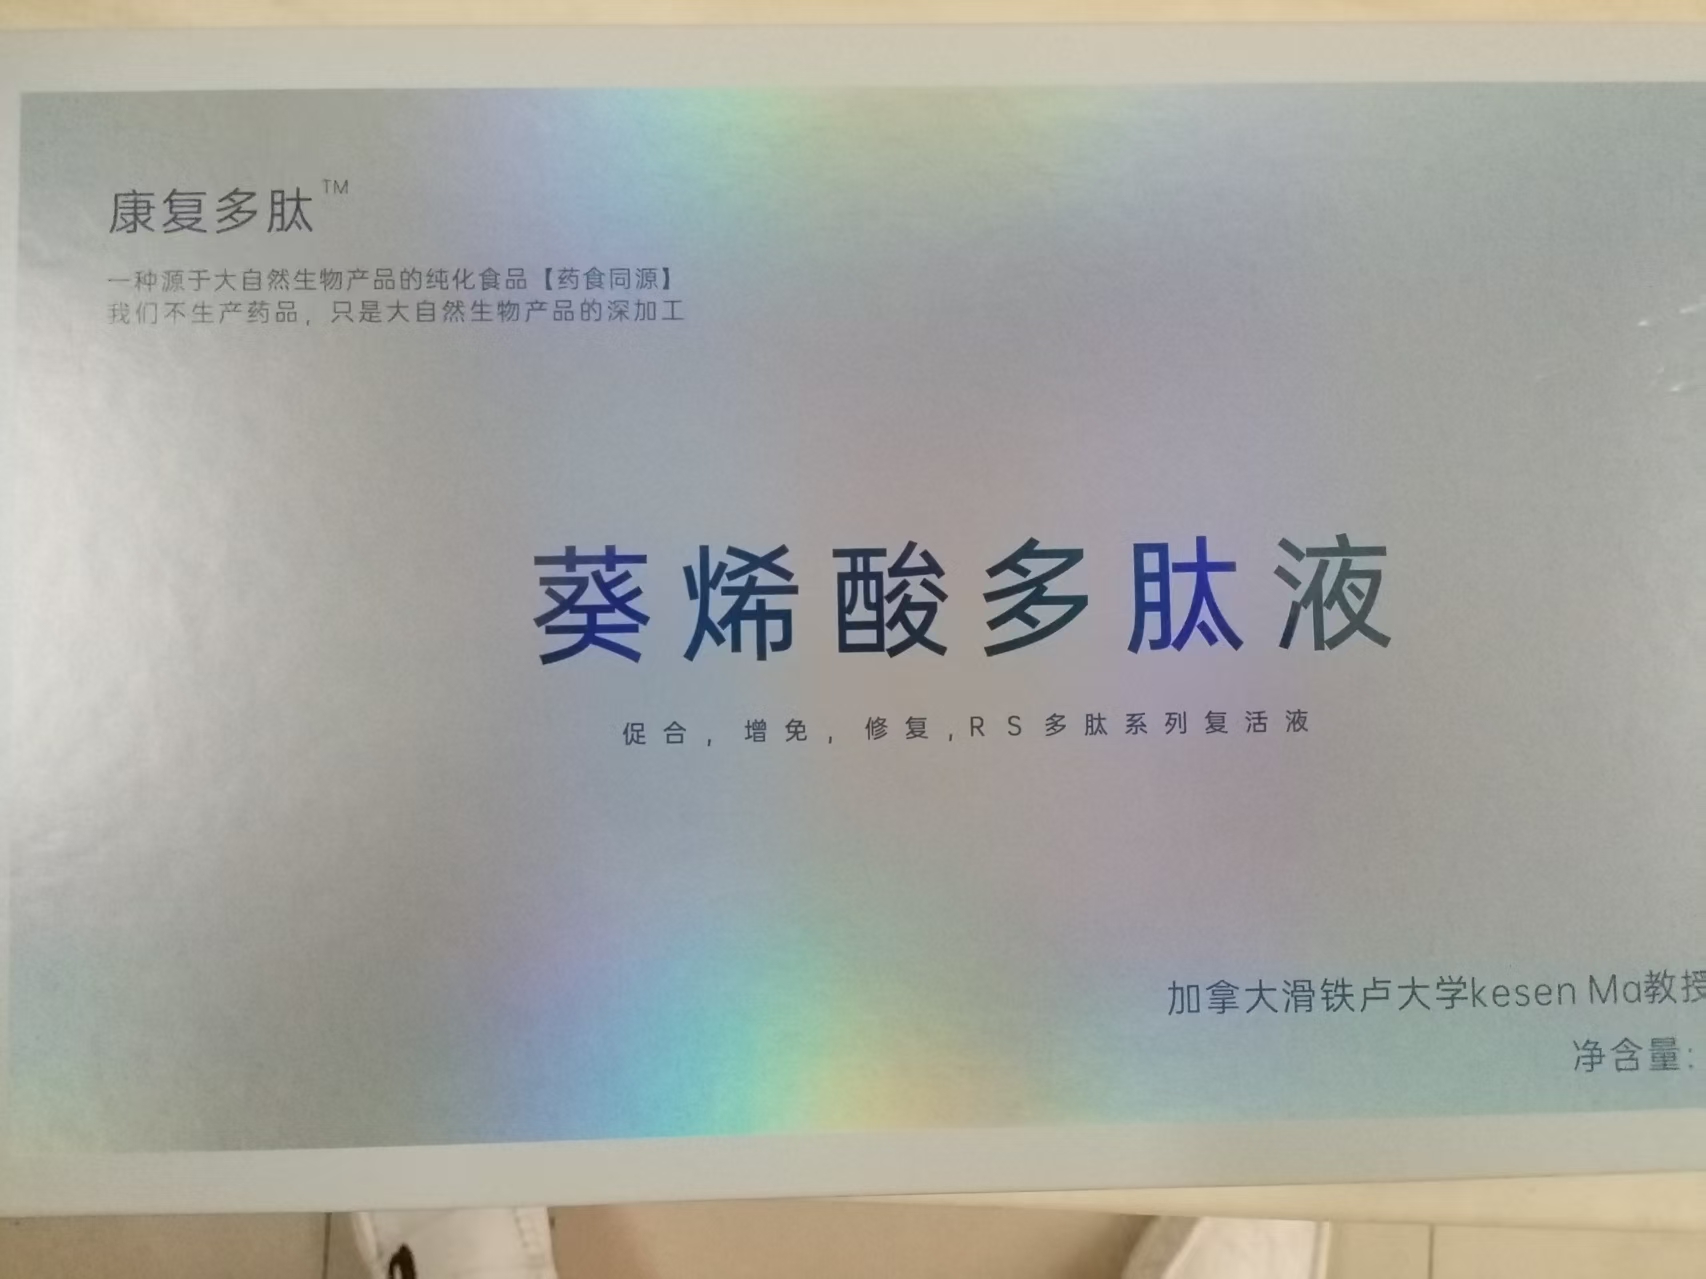 康复多肽™
一种源于大自然生物产品的纯化食品【药食同源】
我们不生产药品，只是大自然生物产品的深加工
葵烯酸多肽液
促合，增免，修复,RS多肽系列复活液
加拿大滑铁卢大学kesen Ma教授
净含量: